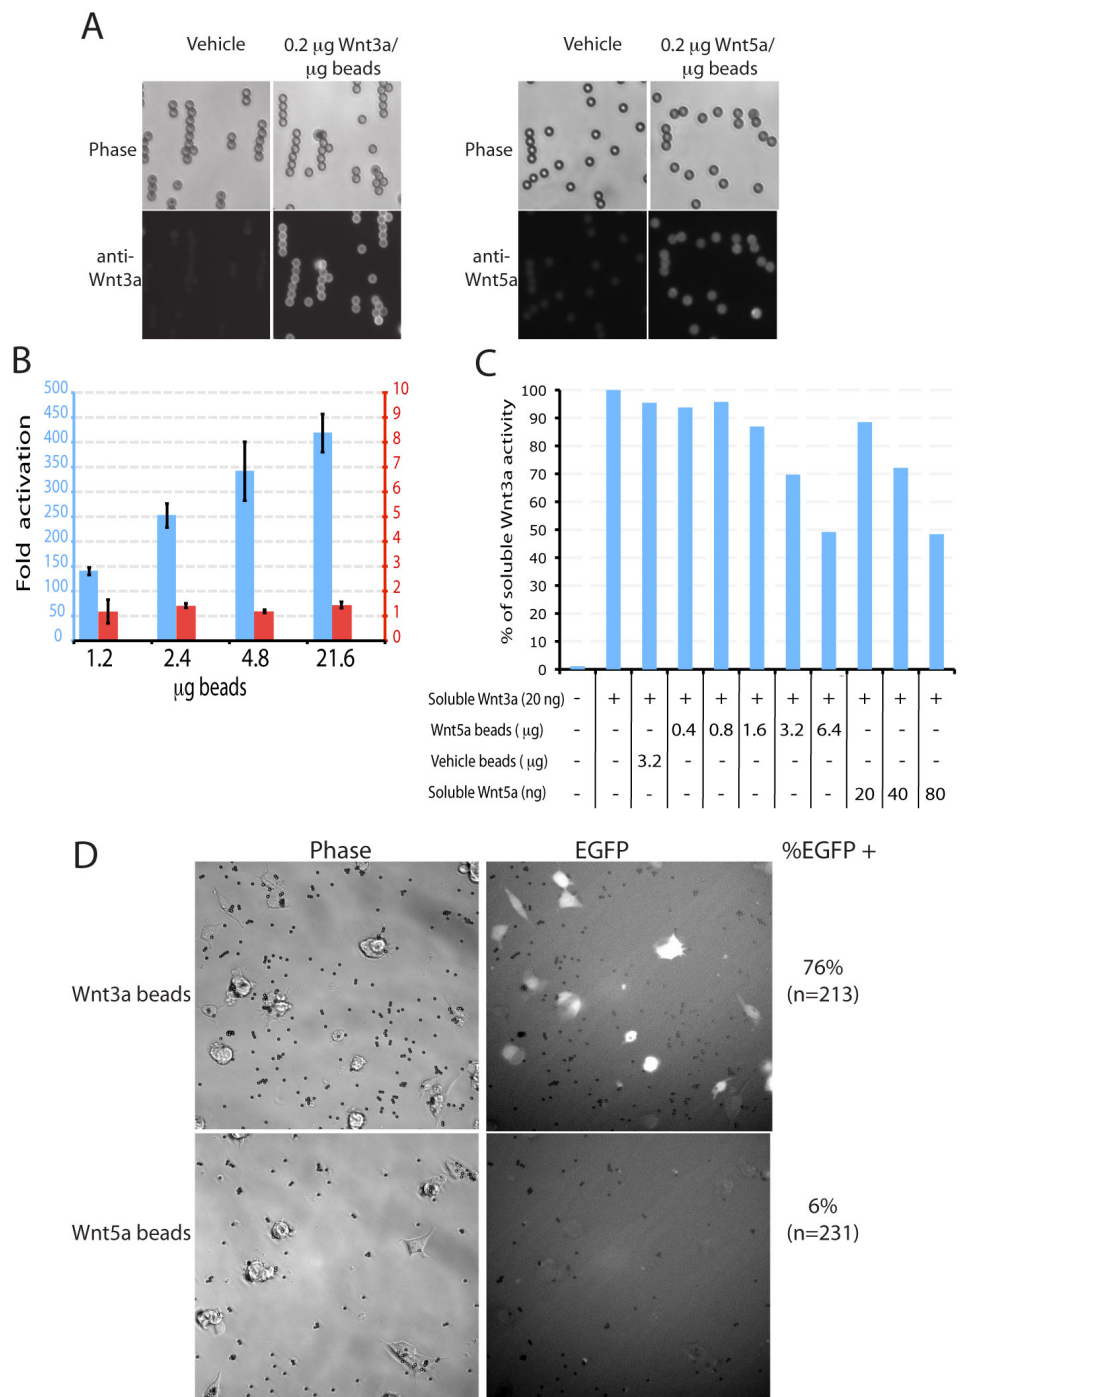 A
Vehicle
0.2 µg Wnt3a/
µg beads
Vehicle
0.2 µg Wnt5a/
µg beads
Phase
Phase
anti-
Wnt3a
anti-
Wnt5a
B
Fold activation
500
450
400
350
300
250
200
150
100
50
0
10
9
8
7
6
5
4
3
2
1
0
1.2 2.4 4.8 21.6
µg beads
C
% of soluble Wnt3a activity
100
90
80
70
60
50
40
30
20
10
0
Soluble Wnt3a (20 ng) - + + + + + + + + + +
Wnt5a beads ( µg) - - - 0.4 0.8 1.6 3.2 6.4 - - -
Vehicle beads ( µg) - - 3.2 - - - - - - - -
Soluble Wnt5a (ng) - - - - - - - - 20 40 80
D
Phase
EGFP
%EGFP +
Wnt3a beads
76%
(n=213)
Wnt5a beads
6%
(n=231)